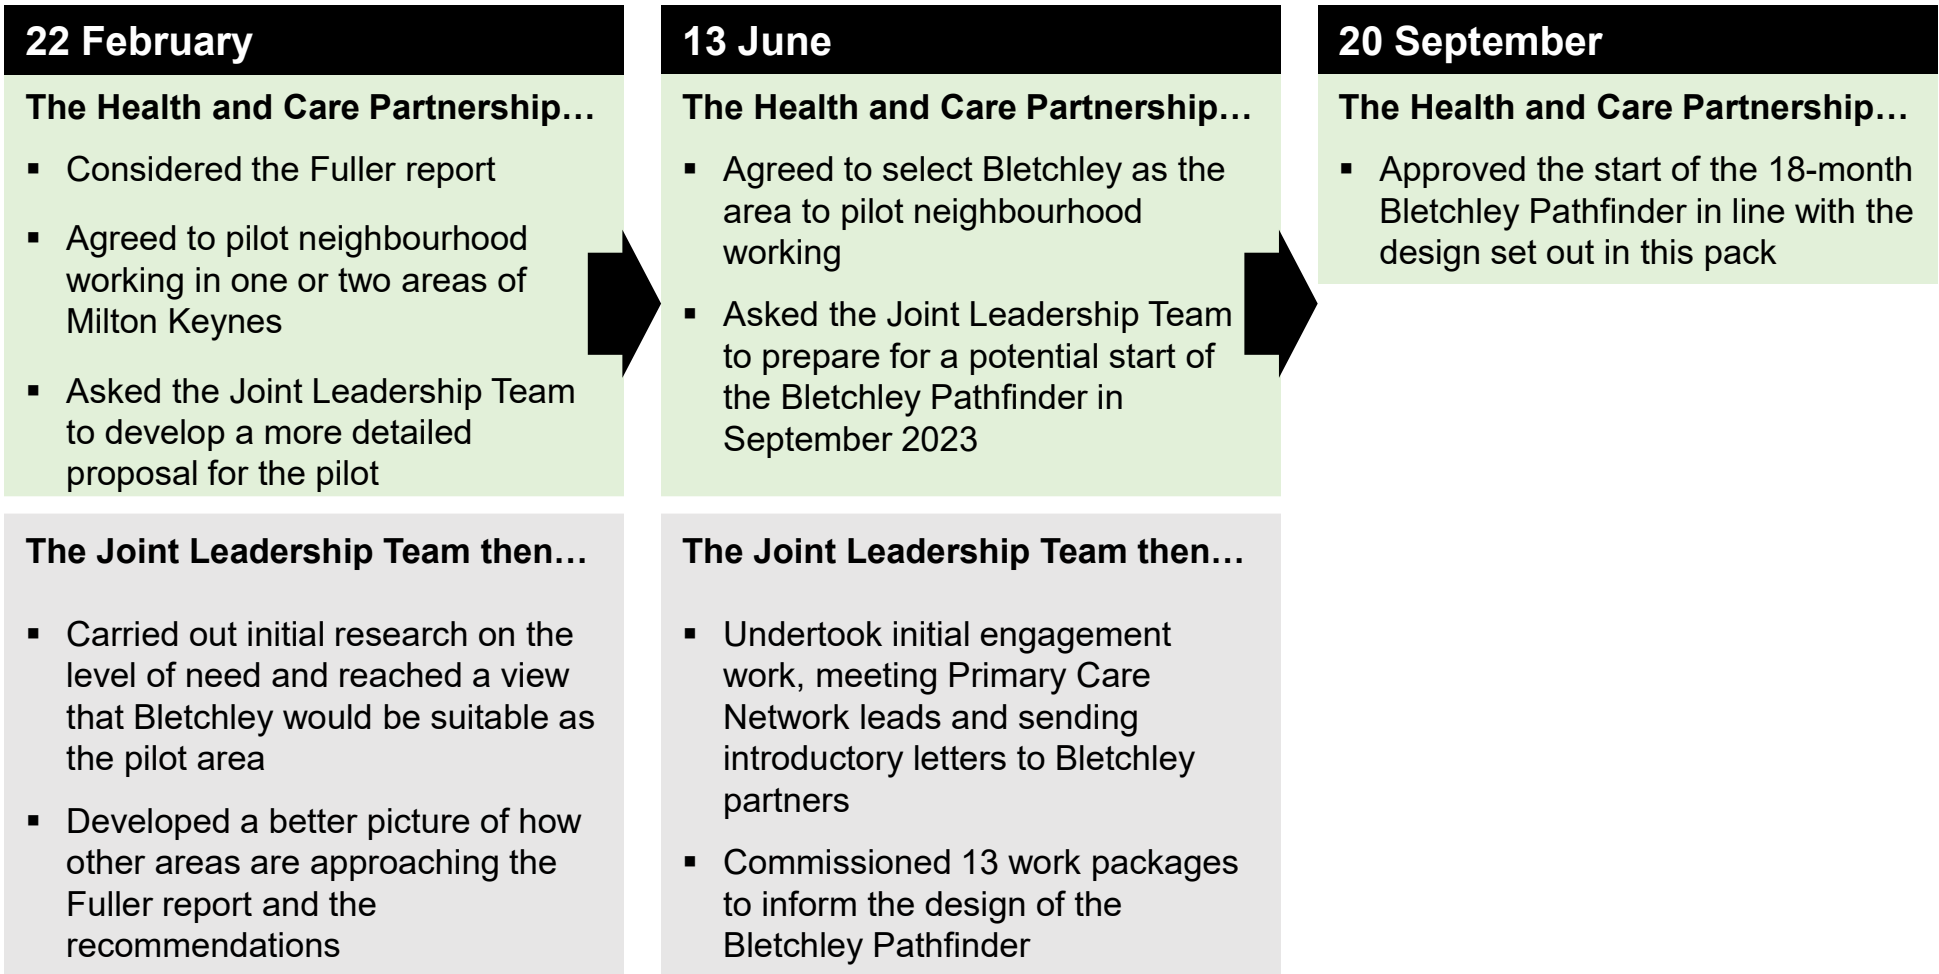 22 February
The Health and Care Partnership…
▪ Considered the Fuller report
▪ Agreed to pilot neighbourhood
working in one or two areas of
Milton Keynes
▪ Asked the Joint Leadership Team
to develop a more detailed
proposal for the pilot
The Joint Leadership Team then…
▪ Carried out initial research on the
level of need and reached a view
that Bletchley would be suitable as
the pilot area
▪ Developed a better picture of how
other areas are approaching the
Fuller report and the
recommendations
13 June
The Health and Care Partnership…
▪ Agreed to select Bletchley as the
area to pilot neighbourhood
working
▪ Asked the Joint Leadership Team
to prepare for a potential start of
the Bletchley Pathfinder in
September 2023
The Joint Leadership Team then…
▪ Undertook initial engagement
work, meeting Primary Care
Network leads and sending
introductory letters to Bletchley
partners
▪ Commissioned 13 work packages
to inform the design of the
Bletchley Pathfinder
20 September
The Health and Care Partnership…
▪ Approved the start of the 18-month
Bletchley Pathfinder in line with the
design set out in this pack